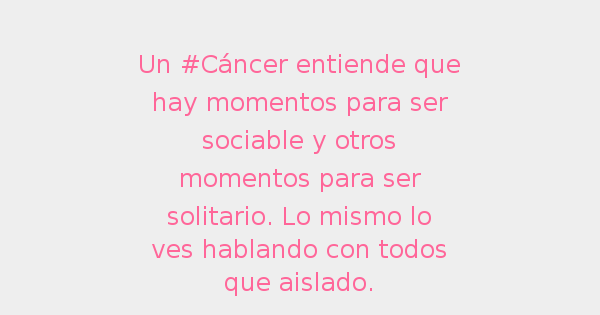 Un #Cáncer entiende que
hay momentos para ser
sociable y otros
momentos para ser
solitario. Lo mismo lo
ves hablando con todos
que aislado.